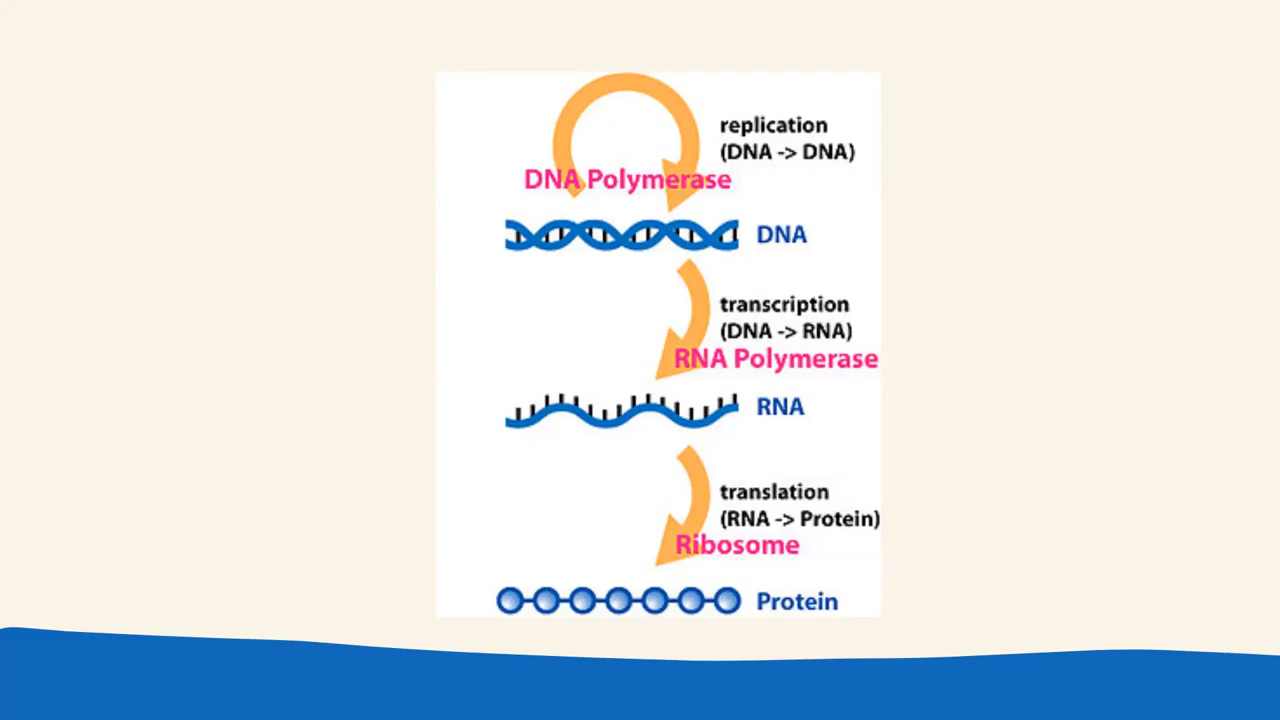 replication
(DNA -> DNA)
DNA Polymerase
DNA
transcription
(DNA -> RNA)
RNA Polymerase
RNA
translation
(RNA -> Protein)
Ribosome
Protein